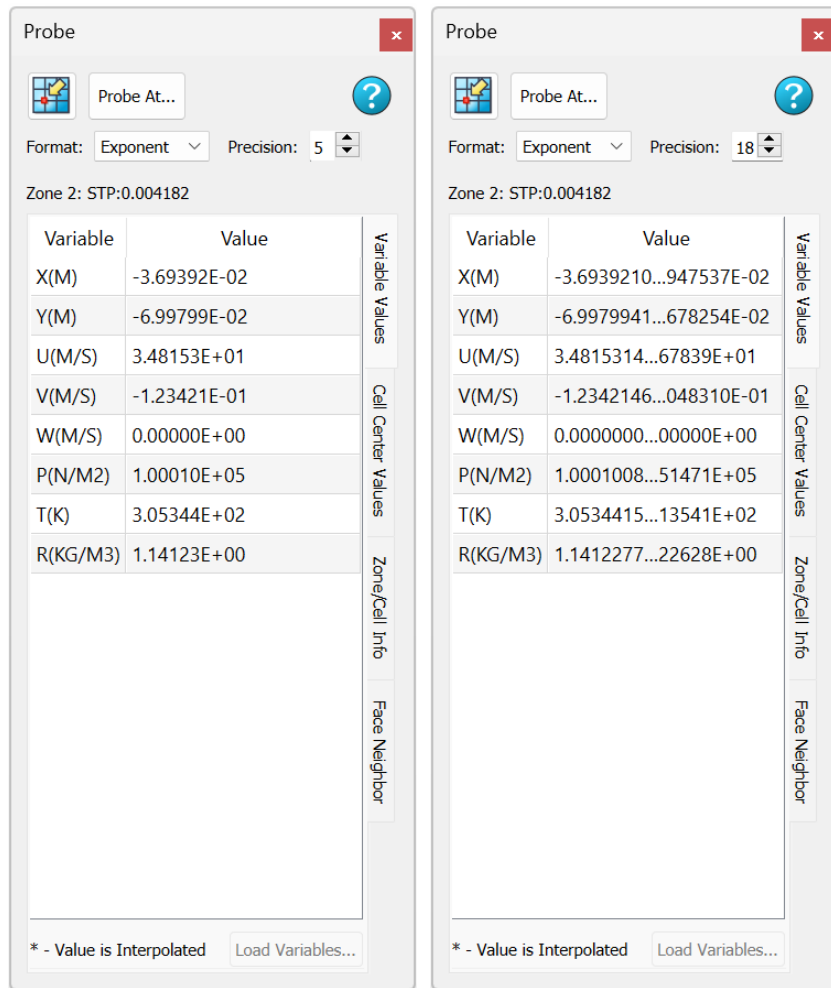 Probe
×
Probe At...
?
Format: Exponent Precision: 5
Zone 2: STP:0.004182
Variable Value
X(M) -3.69392E-02
Y(M) -6.99799E-02
U(M/S) 3.48153E+01
V(M/S) -1.23421E-01
W(M/S) 0.00000E+00
P(N/M2) 1.00010E+05
T(K) 3.05344E+02
R(KG/M3) 1.14123E+00
Variable Values
Cell Center Values
Zone/Cell Info
Face Neighbor
* - Value is Interpolated Load Variables...
Probe
×
Probe At...
?
Format: Exponent Precision: 18
Zone 2: STP:0.004182
Variable Value
X(M) -3.6939210...947537E-02
Y(M) -6.9979941...678254E-02
U(M/S) 3.4815314...67839E+01
V(M/S) -1.2342146...048310E-01
W(M/S) 0.0000000...00000E+00
P(N/M2) 1.0001008...51471E+05
T(K) 3.0534415...13541E+02
R(KG/M3) 1.1412277...22628E+00
Variable Values
Cell Center Values
Zone/Cell Info
Face Neighbor
* - Value is Interpolated Load Variables...